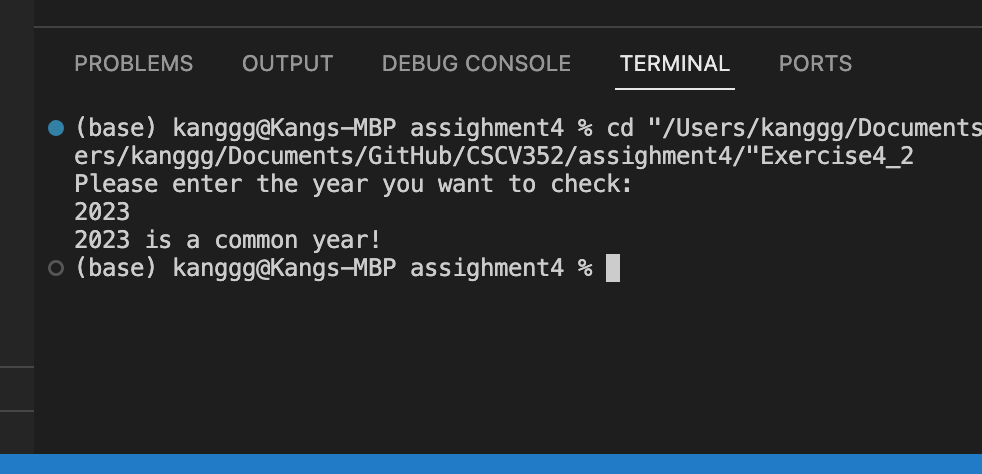 PROBLEMS OUTPUT DEBUG CONSOLE TERMINAL PORTS
(base) kanggg@Kangs-MBP assighment4 % cd "/Users/kanggg/Documents
ers/kanggg/Documents/GitHub/CSCV352/assighment4/"Exercise4_2
Please enter the year you want to check:
2023
2023 is a common year!
(base) kanggg@Kangs-MBP assighment4 %